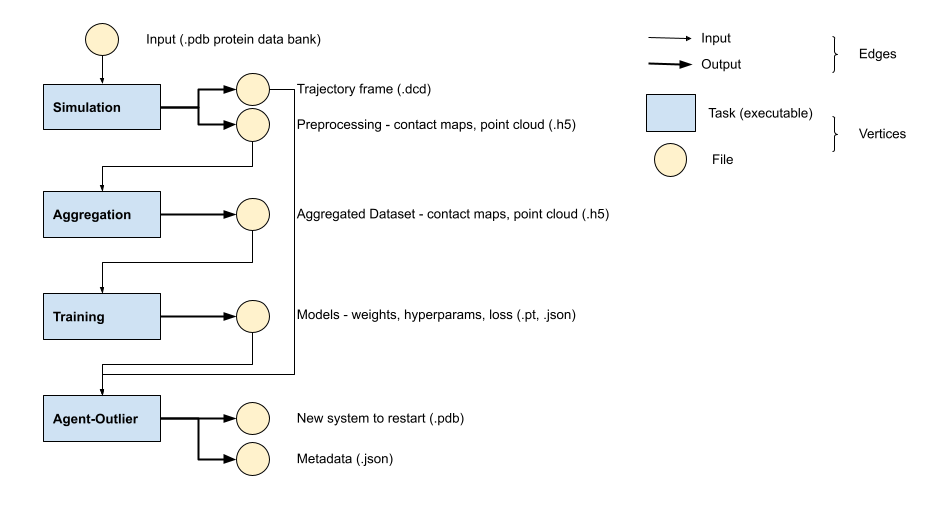 Input (.pdb protein data bank)
Simulation
Trajectory frame (.dcd)
Preprocessing - contact maps, point cloud (.h5)
Aggregation
Aggregated Dataset - contact maps, point cloud (.h5)
Training
Models - weights, hyperparams, loss (.pt, .json)
Agent-Outlier
New system to restart (.pdb)
Metadata (.json)
Input
Output
Edges
Task (executable)
File
Vertices